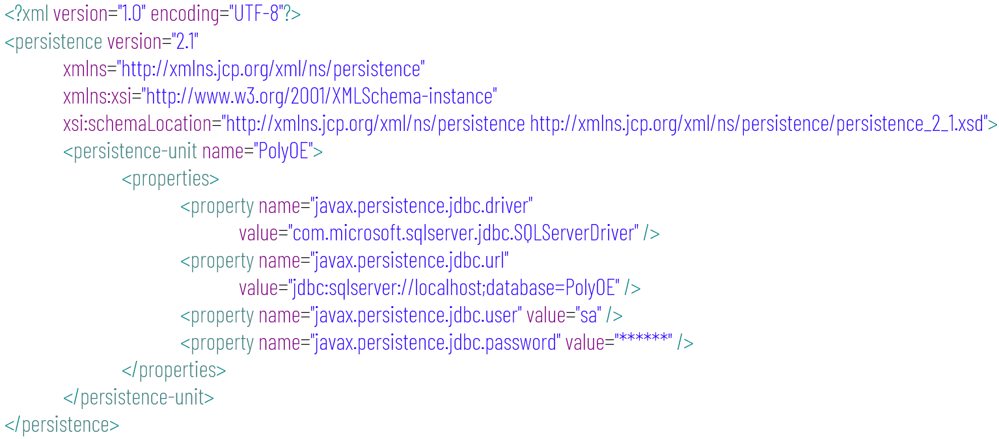 <?xml version="1.0" encoding="UTF-8"?>
<persistence version="2.1"
xmlns="http://xmlns.jcp.org/xml/ns/persistence"
xmlns:xsi="http://www.w3.org/2001/XMLSchema-instance"
xsi:schemaLocation="http://xmlns.jcp.org/xml/ns/persistence http://xmlns.jcp.org/xml/ns/persistence/persistence_2_1.xsd">
<persistence-unit name="PolyOE">
<properties>
<property name="javax.persistence.jdbc.driver"
value="com.microsoft.sqlserver.jdbc.SQLServerDriver" />
<property name="javax.persistence.jdbc.url"
value="jdbc:sqlserver://localhost;database=PolyOE" />
<property name="javax.persistence.jdbc.user" value="sa" />
<property name="javax.persistence.jdbc.password" value="******" />
</properties>
</persistence-unit>
</persistence>